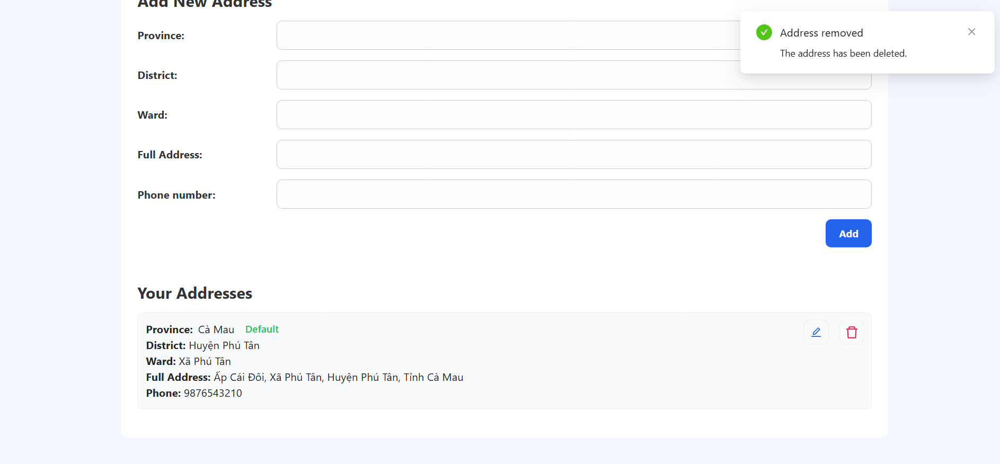 Add New Address
Province:
Address removed
The address has been deleted.
District:
Ward:
Full Address:
Phone number:
Add
Your Addresses
Province: Cà Mau Default
District: Huyện Phú Tân
Ward: Xã Phú Tân
Full Address: Ấp Cái Đôi, Xã Phú Tân, Huyện Phú Tân, Tỉnh Cà Mau
Phone: 9876543210